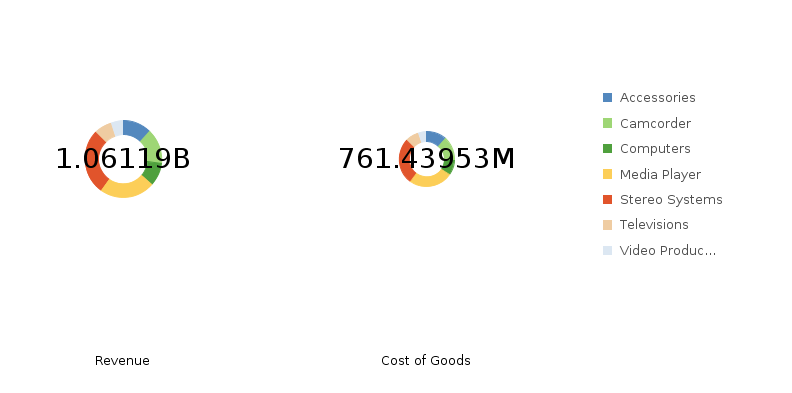 1.06119B
761.43953M
Accessories
Camcorder
Computers
Media Player
Stereo Systems
Televisions
Video Produc...
Revenue
Cost of Goods